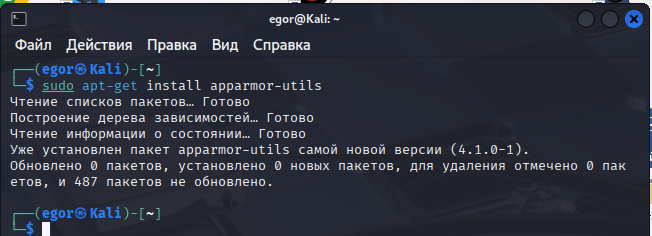 egor@Kali: ~
Файл Действия Правка Вид Справка
┌──(egor㉿Kali)-[~]
└─$ sudo apt-get install apparmor-utils
Чтение списков пакетов… Готово
Построение дерева зависимостей… Готово
Чтение информации о состоянии… Готово
Уже установлен пакет apparmor-utils самой новой версии (4.1.0-1).
Обновлено 0 пакетов, установлено 0 новых пакетов, для удаления отмечено 0 пак
етов, и 487 пакетов не обновлено.
┌──(egor㉿Kali)-[~]
└─$